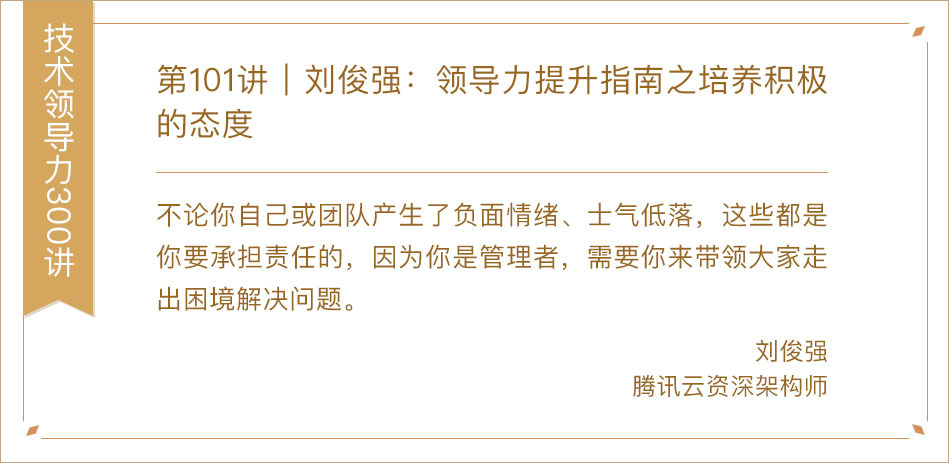 技术领导力300讲
第101讲｜刘俊强：领导力提升指南之培养积极
的态度
不论你自己或团队产生了负面情绪、士气低落，这些都是
你要承担责任的，因为你是管理者，需要你来带领大家走
出困境解决问题。
刘俊强
腾讯云资深架构师